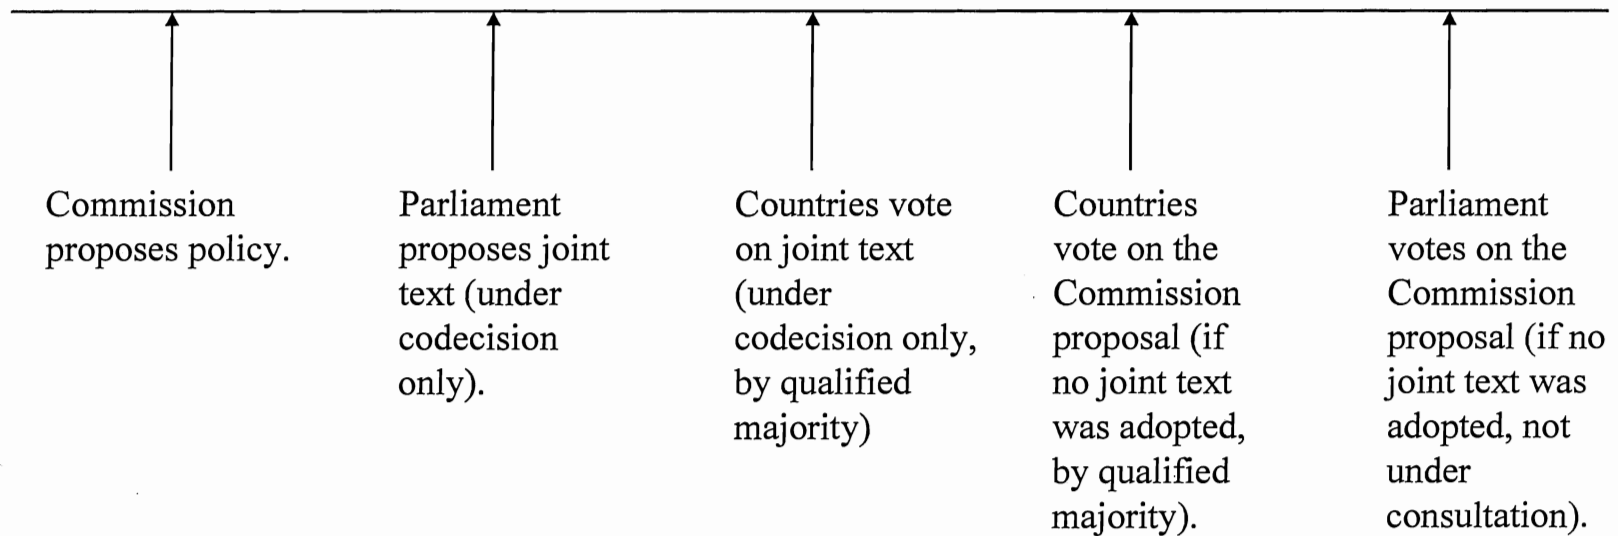 Commission
proposes policy.
Parliament
proposes joint
text (under
codecision
only).
Countries vote
on joint text
(under
codecision only,
by qualified
majority)
Countries
vote on the
Commission
proposal (if
no joint text
was adopted,
by qualified
majority).
Parliament
votes on the
Commission
proposal (if no
joint text was
adopted, not
under
consultation).